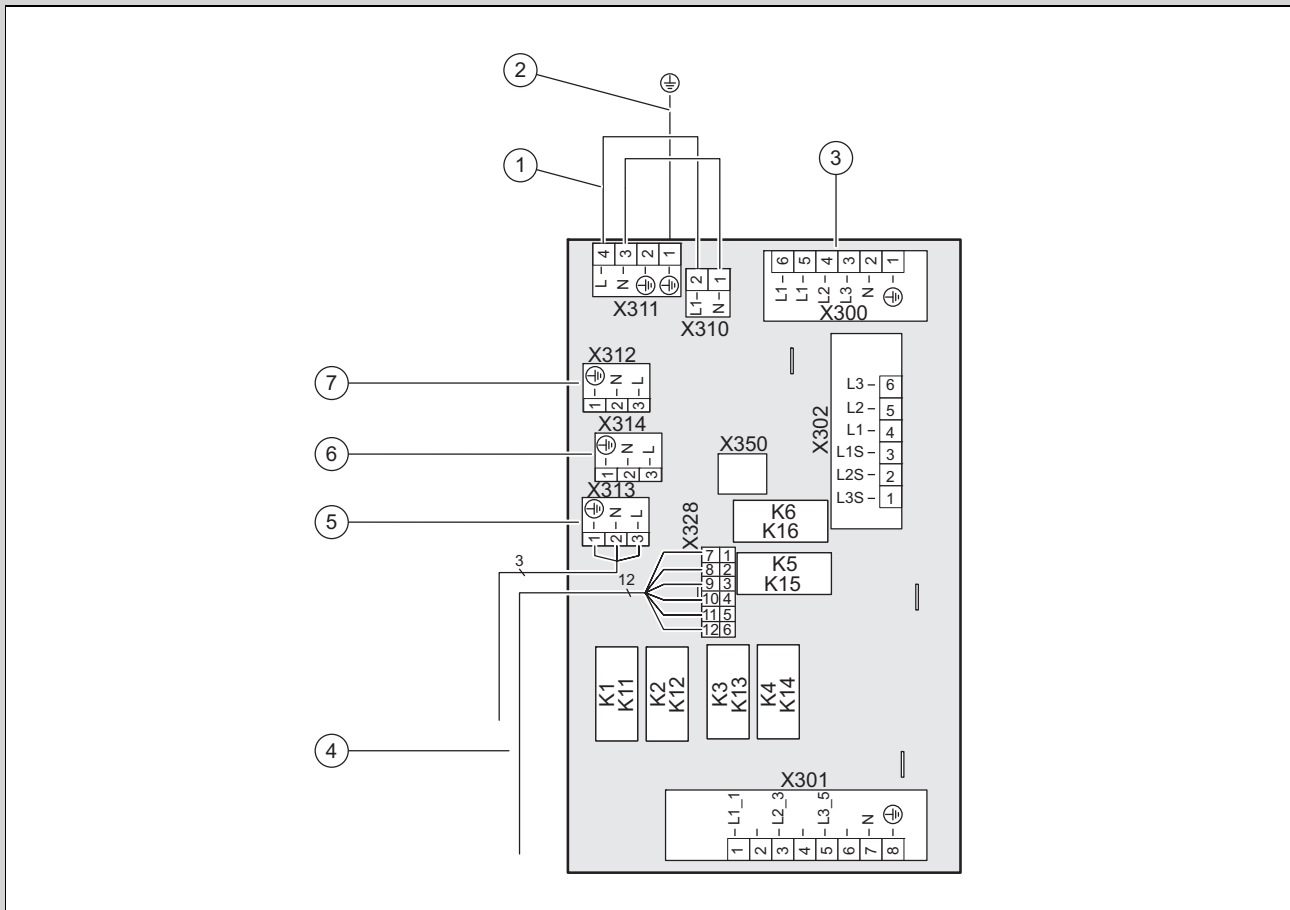 2
1
3
4 3 2 1
L – N – – –
X311
2 1
L1 – N –
X310
6 5 4 3 2 1
L1 – L1 – L2 – L3 – N –
X300
7
X312
– N – L
1 2 3
6
X314
– N – L
1 2 3
5
X313
– N – L
1 2 3
X350
X302
L3 – 6
L2 – 5
L1 – 4
L1S – 3
L2S – 2
L3S – 1
K6
K16
K5
K15
X328
7 1
8 2
9 3
10 4
11 5
12 6
3
12
K1
K11
K2
K12
K3
K13
K4
K14
4
X301
– L1_1 – – L2_3 – – L3_5 – – N –
1 2 3 4 5 6 7 8